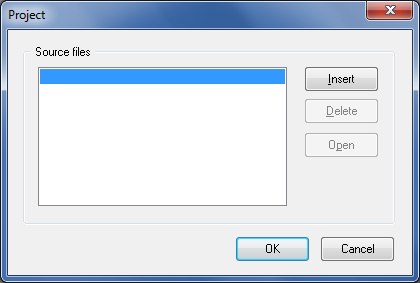 Project
Source files
Insert
Delete
Open
OK
Cancel